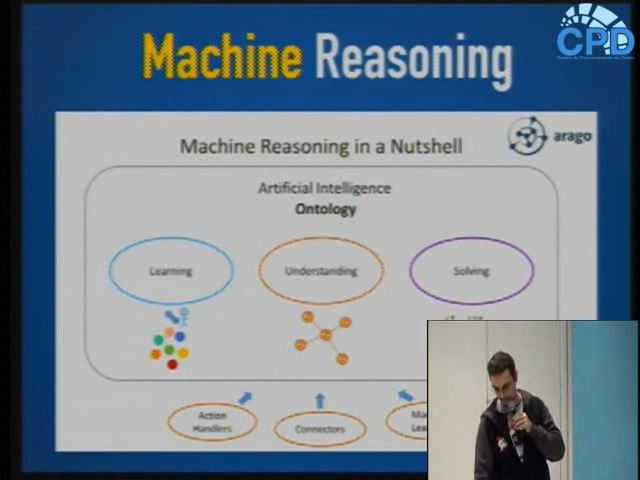 CPD
Machine Reasoning
arago
Machine Reasoning in a Nutshell
Artificial Intelligence
Ontology
Learning
Understanding
Solving
Action
Handlers
Connectors